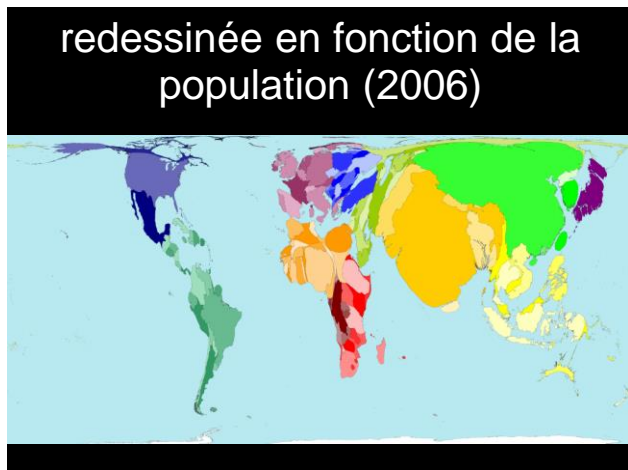 redessinée en fonction de la
population (2006)